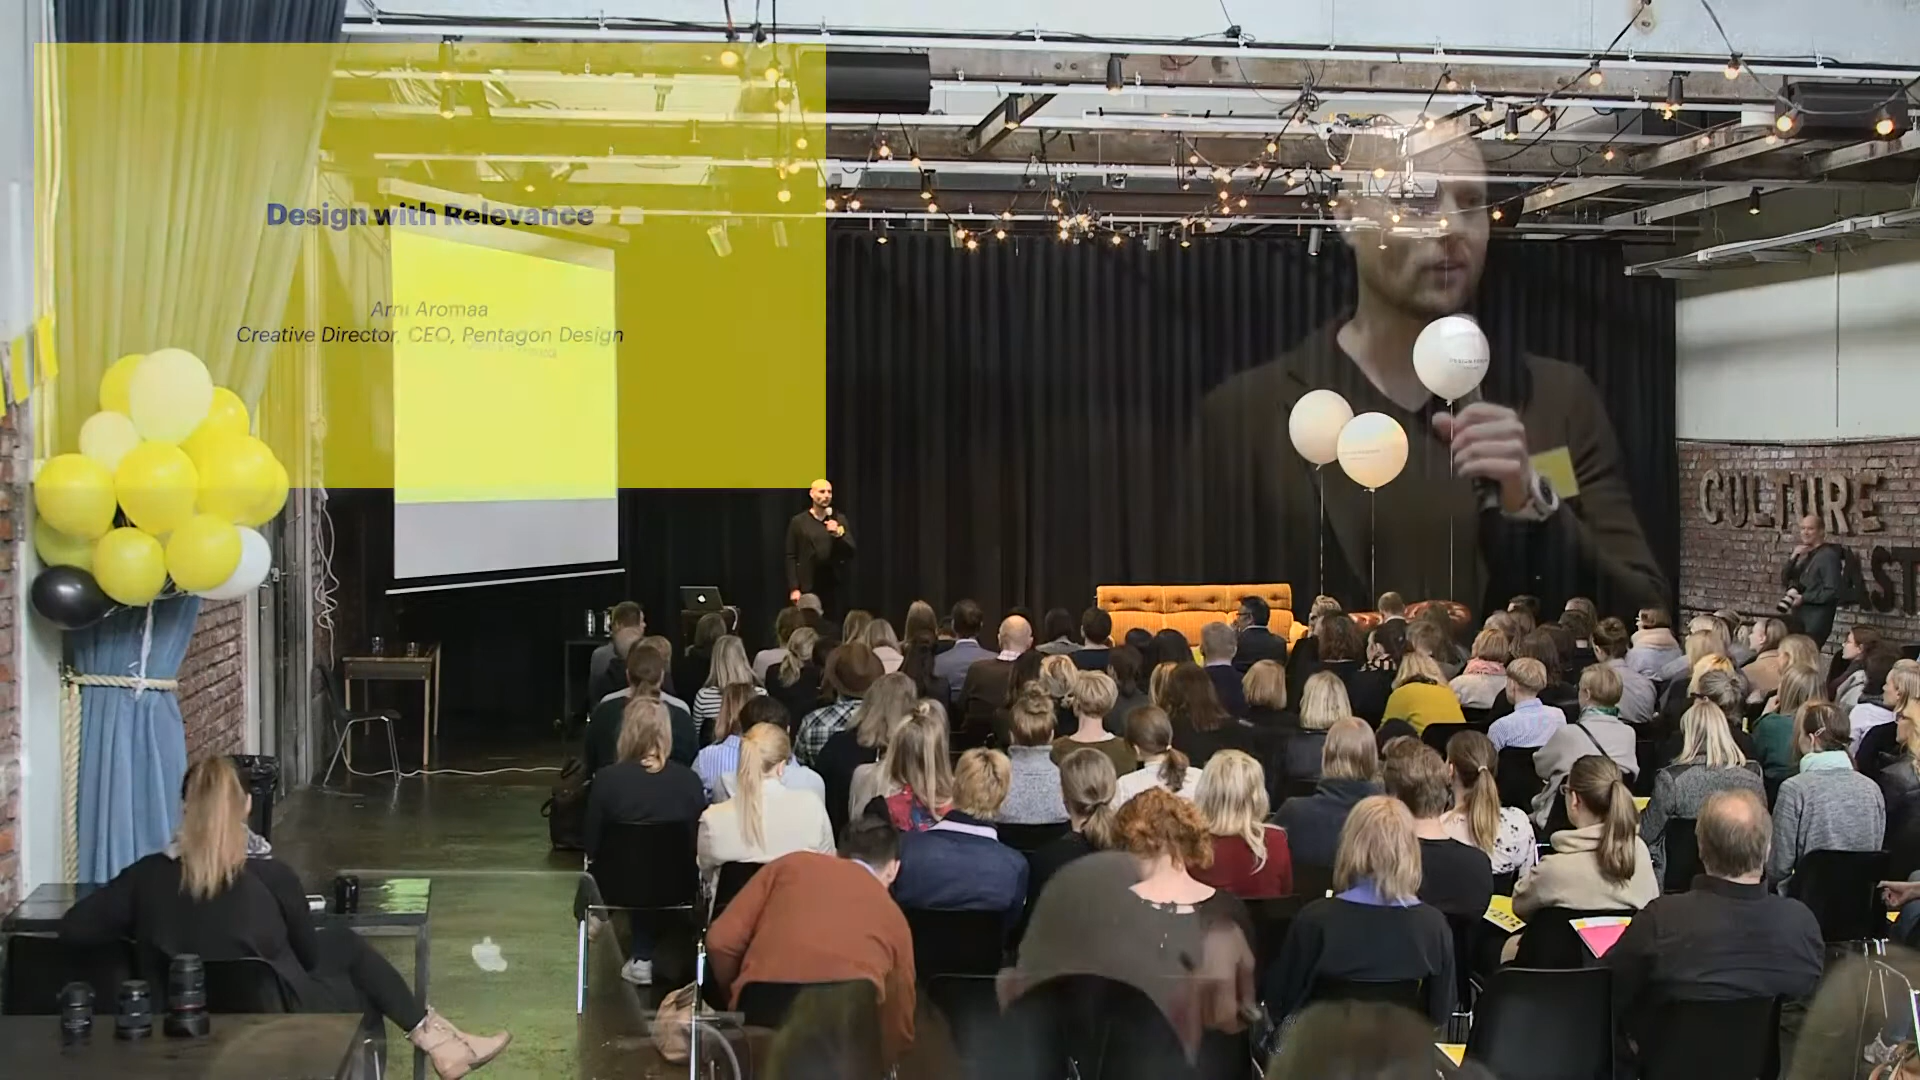 Design with Relevance
Arni Aromaa
Creative Director, CEO, Pentagon Design
CULTURE